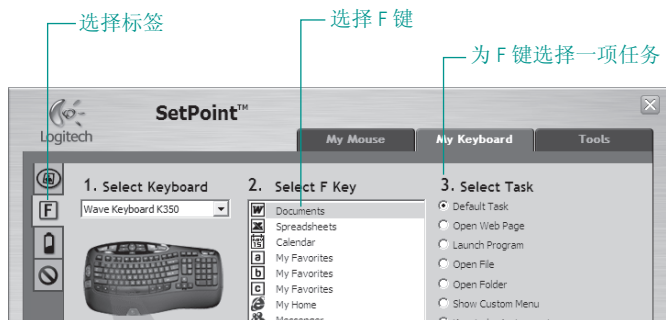 选择标签
选择 F 键
为 F 键选择一项任务
Logitech
SetPoint™
My Mouse
My Keyboard
Tools
1. Select Keyboard
Wave Keyboard K350
F
2. Select F Key
Documents
Spreadsheets
Calendar
a My Favorites
b My Favorites
c My Favorites
My Home
3. Select Task
Default Task
Open Web Page
Launch Program
Open File
Open Folder
Show Custom Menu